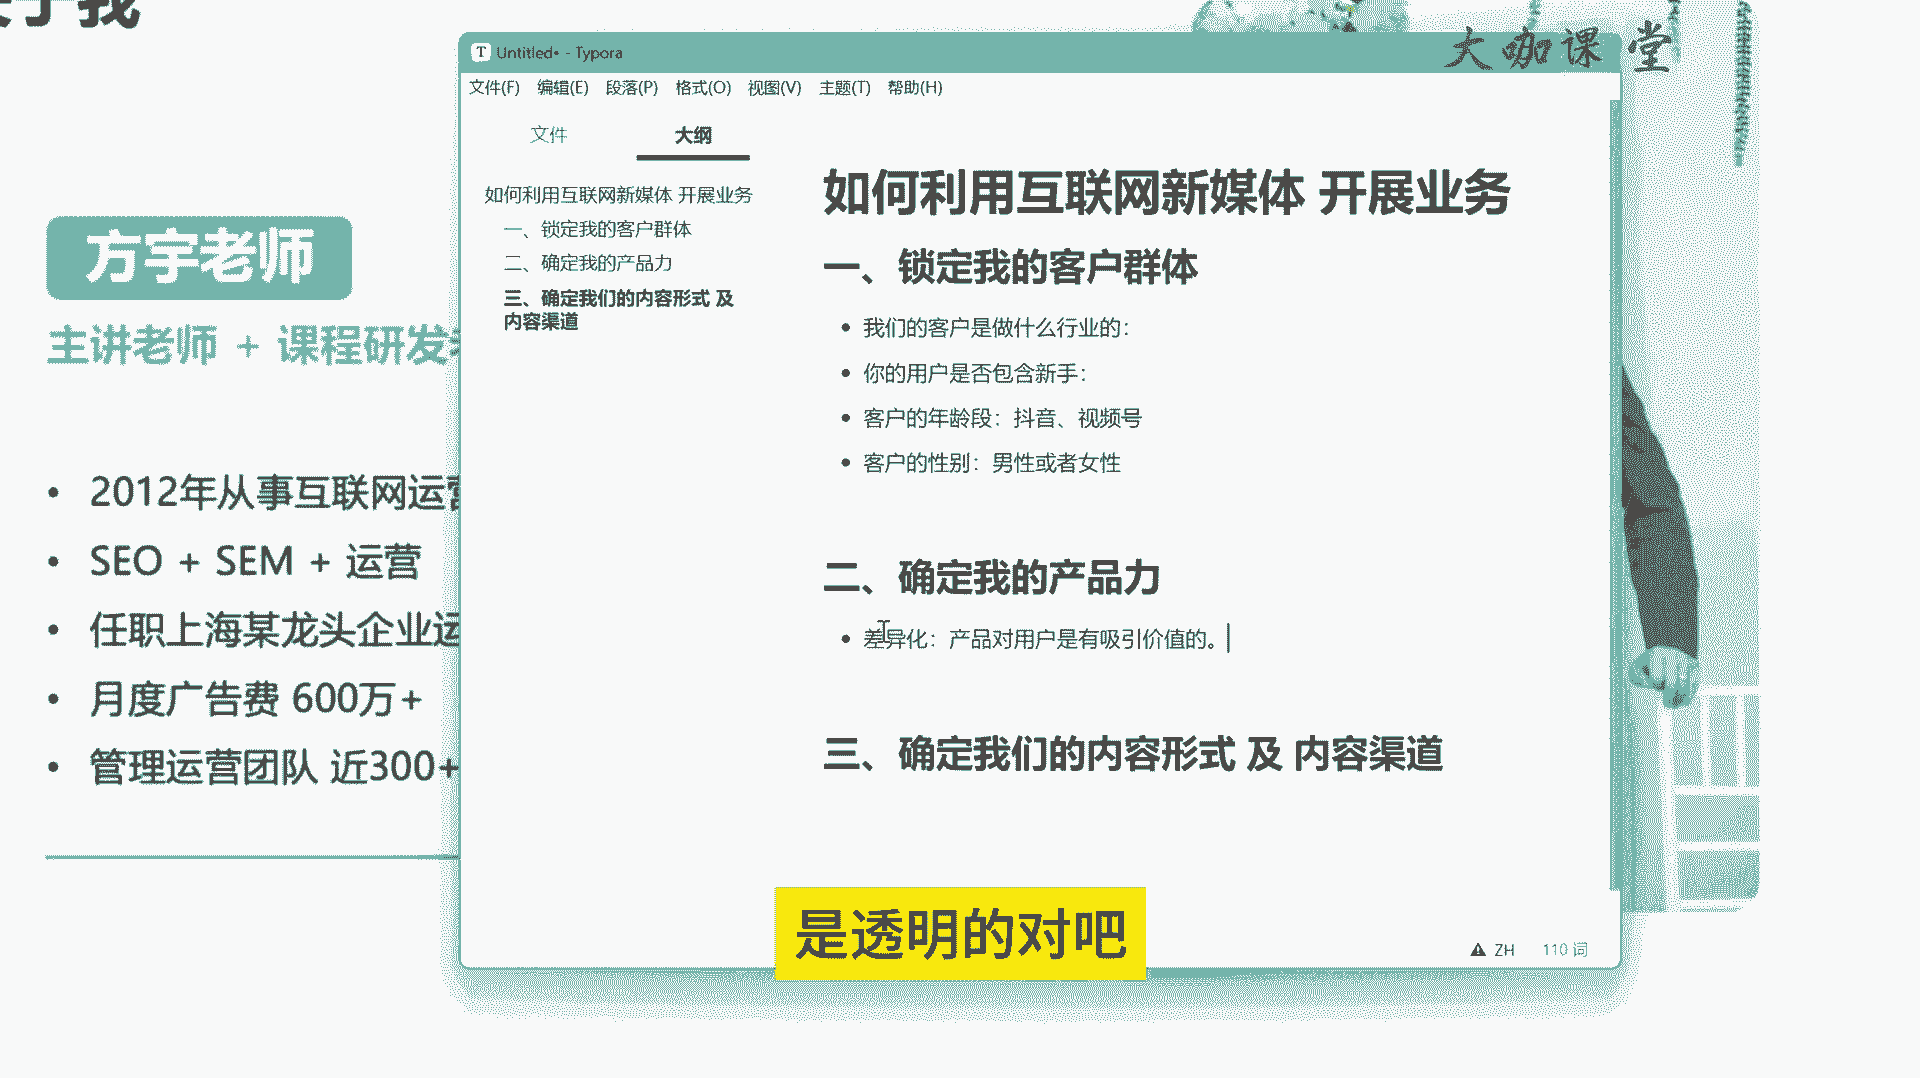 我
大咖课堂
方宇老师
主讲老师 + 课程研发
• 2012年从事互联网运营
• SEO + SEM + 运营
• 任职上海某龙头企业运
• 月度广告费 600万+
• 管理运营团队 近300+
Untitled• - Typora
文件(F) 编辑(E) 段落(P) 格式(O) 视图(V) 主题(T) 帮助(H)
文件 大纲
如何利用互联网新媒体 开展业务
一、锁定我的客户群体
二、确定我的产品力
三、确定我们的内容形式 及
内容渠道
如何利用互联网新媒体 开展业务
一、锁定我的客户群体
• 我们的客户是做什么行业的：
• 你的用户是否包含新手：
• 客户的年龄段：抖音、视频号
• 客户的性别：男性或者女性
二、确定我的产品力
• 差异化：产品对用户是有吸引价值的。
三、确定我们的内容形式 及 内容渠道
是透明的对吧
ZH 110 词